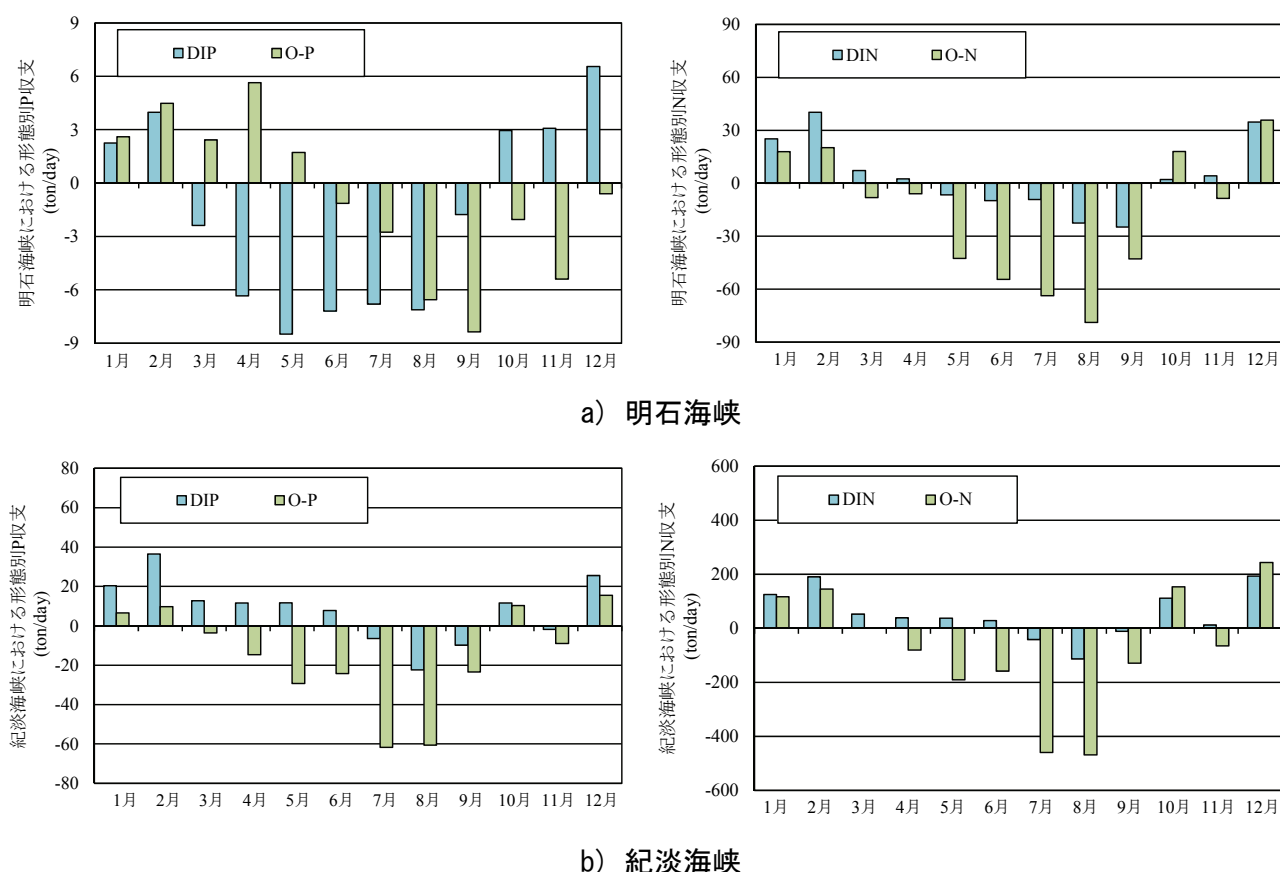 明石海峡における形態別P収支
(ton/day)
DIP O-P
9
6
3
0
-3
-6
-9
1月 2月 3月 4月 5月 6月 7月 8月 9月 10月 11月 12月
明石海峡における形態別N収支
(ton/day)
DIN O-N
90
60
30
0
-30
-60
-90
1月 2月 3月 4月 5月 6月 7月 8月 9月 10月 11月 12月
a) 明石海峡
紀淡海峡における形態別P収支
(ton/day)
DIP O-P
80
60
40
20
0
-20
-40
-60
-80
1月 2月 3月 4月 5月 6月 7月 8月 9月 10月 11月 12月
紀淡海峡における形態別N収支
(ton/day)
DIN O-N
600
400
200
0
-200
-400
-600
1月 2月 3月 4月 5月 6月 7月 8月 9月 10月 11月 12月
b) 紀淡海峡